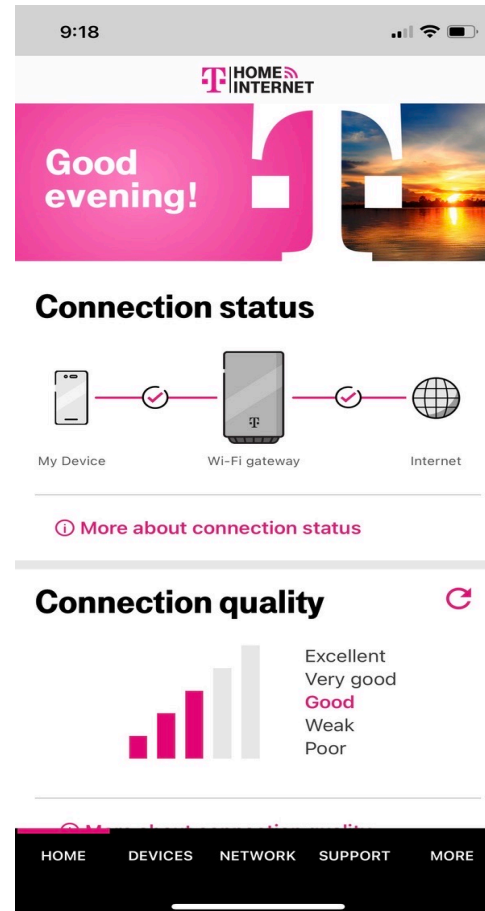 9:18
T HOME
INTERNET
Good
evening!
Connection status
T
My Device
Wi-Fi gateway
Internet
More about connection status
Connection quality
Excellent
Very good
Good
Weak
Poor
HOME
DEVICES
NETWORK
SUPPORT
MORE